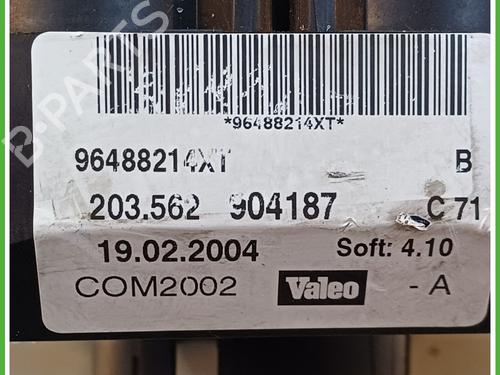 B-PARTS
*96488214XT*
96488214XT B
203.562 904187 C 71
19.02.2004 Soft: 4.10
COM2002 Valeo - A